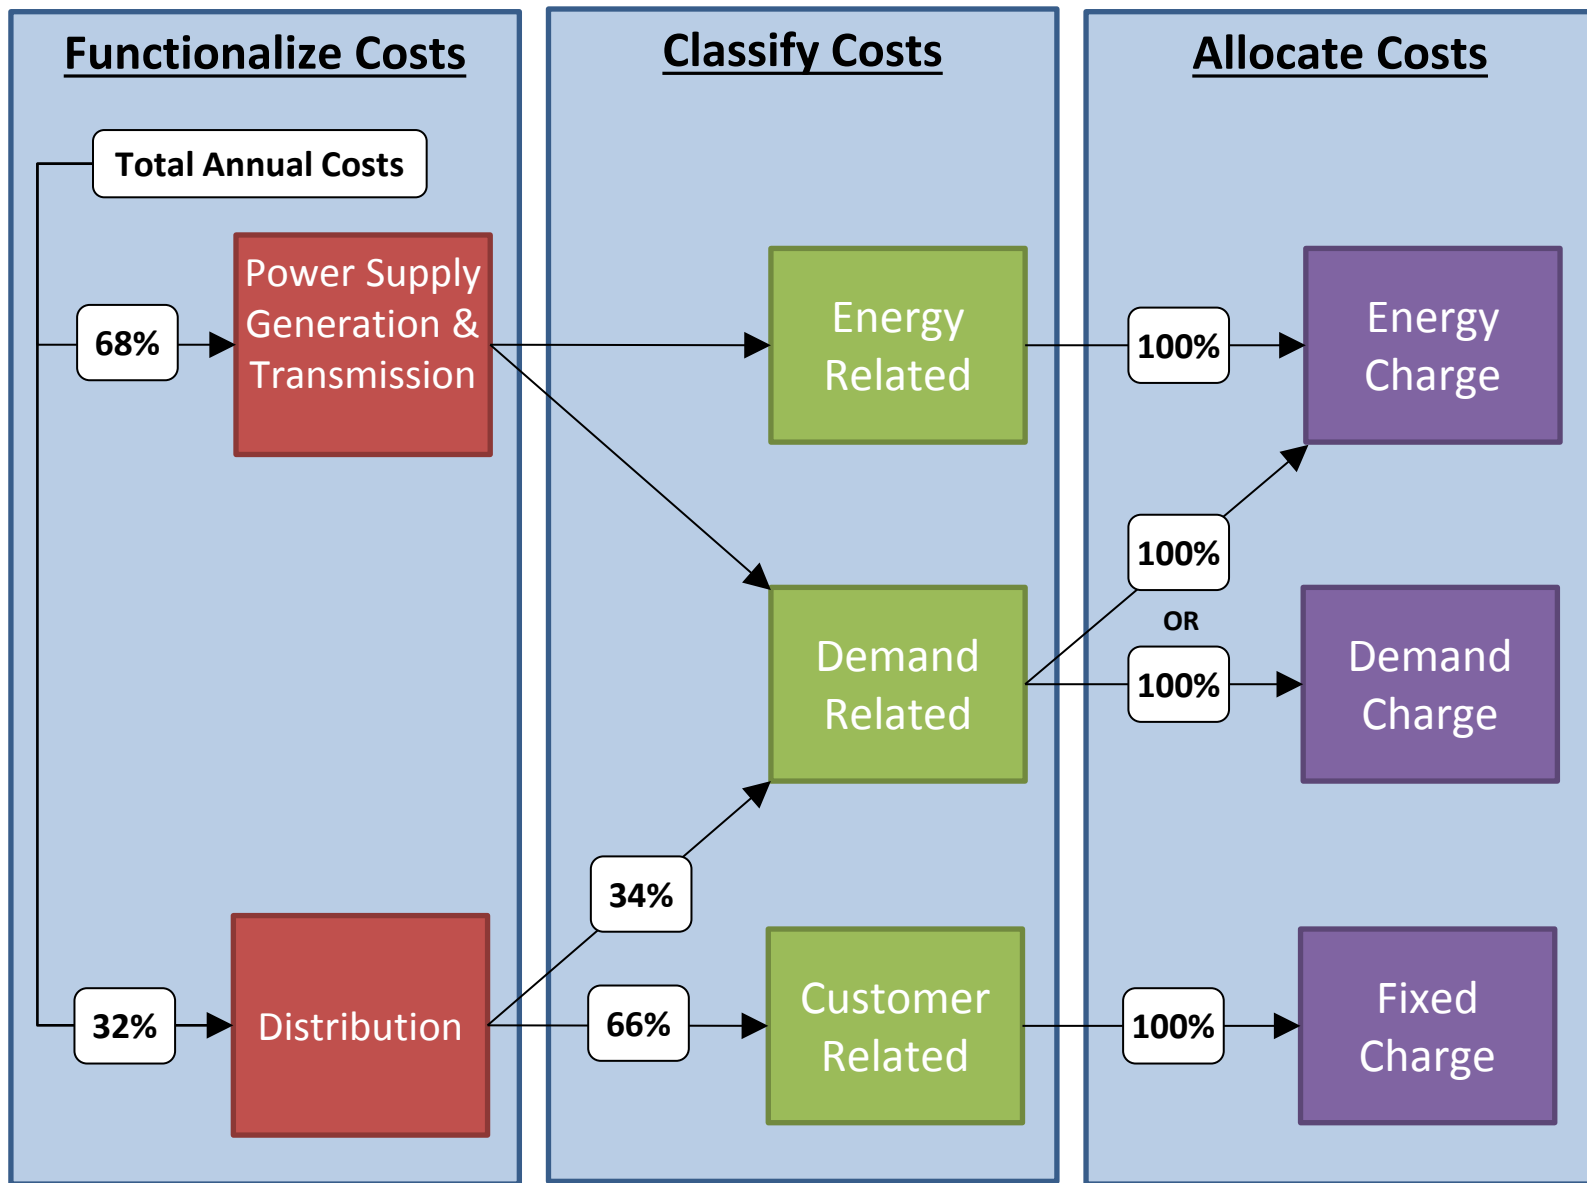 Functionalize Costs
Total Annual Costs
68%
Power Supply
Generation &
Transmission
32%
Distribution
Classify Costs
Energy
Related
Demand
Related
34%
66%
Customer
Related
Allocate Costs
100%
Energy
Charge
100%
OR
100%
Demand
Charge
100%
Fixed
Charge